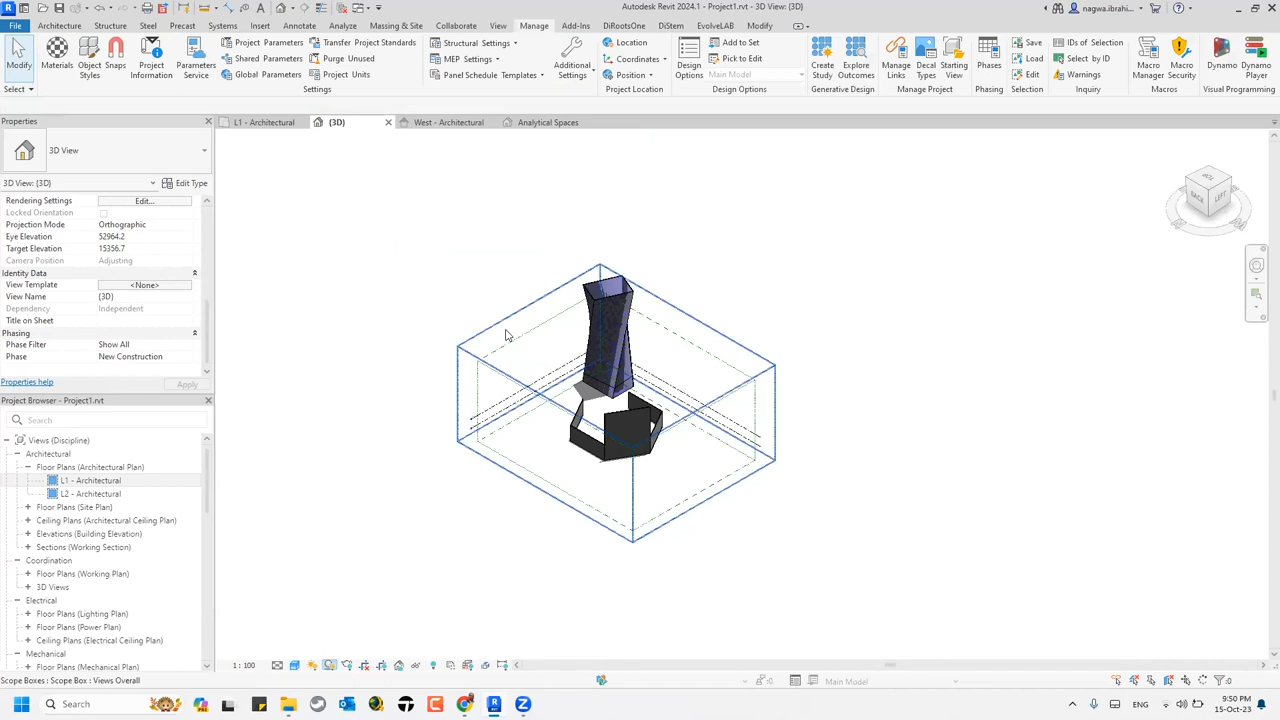 Autodesk Revit 2024.1 - Project1.rvt - 3D View: {3D}
nagwa.ibrahi...
File Architecture Structure Steel Precast Systems Insert Annotate Analyze Massing & Site Collaborate View Manage Add-Ins DiRootsOne DiStem EvolveLAB Modify
Modify
Materials
Object Styles
Snaps
Project Information
Project Parameters
Shared Parameters
Global Parameters
Transfer Project Standards
Purge Unused
Project Units
Parameters Service
Structural Settings
MEP Settings
Panel Schedule Templates
Additional Settings
Location
Coordinates
Position
Design Options
Add to Set
Pick to Edit
Main Model
Create Study
Explore Outcomes
Manage Links
Decal Types
Starting View
Phases
Save
Load
Edit
IDs of Selection
Select by ID
Warnings
Macro Manager
Macro Security
Dynamo
Dynamo Player
Select
Settings
Project Location
Design Options
Generative Design
Manage Project
Phasing
Selection
Inquiry
Macros
Visual Programming
Properties
L1 - Architectural
{3D}
West - Architectural
Analytical Spaces
3D View
3D View: {3D}
Edit Type
Rendering Settings Edit...
Locked Orientation
Projection Mode Orthographic
Eye Elevation 52964.2
Target Elevation 15356.7
Camera Position Adjusting
Identity Data
View Template <None>
View Name {3D}
Dependency Independent
Title on Sheet
Phasing
Phase Filter Show All
Phase New Construction
Properties help
Apply
Project Browser - Project1.rvt
Search
Views (Discipline)
Architectural
Floor Plans (Architectural Plan)
L1 - Architectural
L2 - Architectural
Floor Plans (Site Plan)
Ceiling Plans (Architectural Ceiling Plan)
Elevations (Building Elevation)
Sections (Working Section)
Coordination
Floor Plans (Working Plan)
3D Views
Electrical
Floor Plans (Lighting Plan)
Floor Plans (Power Plan)
Ceiling Plans (Electrical Ceiling Plan)
Mechanical
Floor Plans (Mechanical Plan)
BACK
LEFT
1 : 100
Scope Boxes : Scope Box : Views Overall
:0
Main Model
:0
Search
ENG
9:50 PM
15-Oct-23